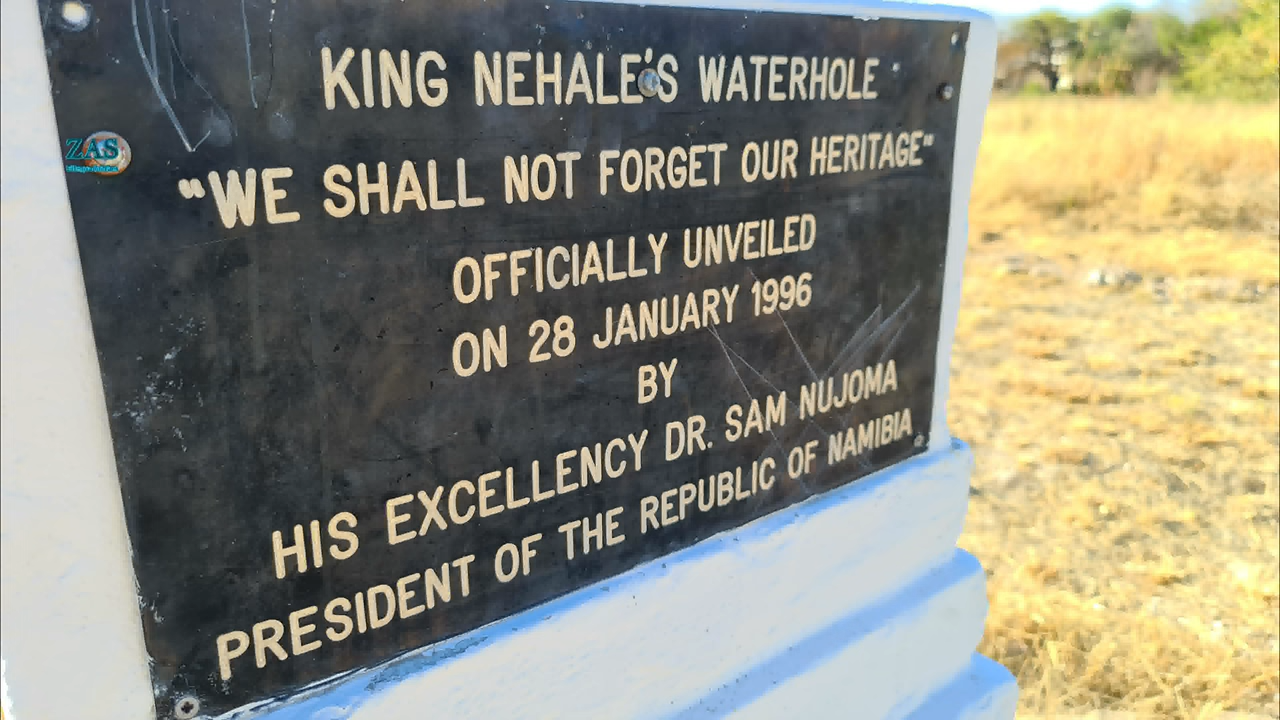 KING NEHALE'S WATERHOLE
"WE SHALL NOT FORGET OUR HERITAGE"
OFFICIALLY UNVEILED
ON 28 JANUARY 1996
BY
HIS EXCELLENCY DR. SAM NUJOMA
PRESIDENT OF THE REPUBLIC OF NAMIBIA
ZAS